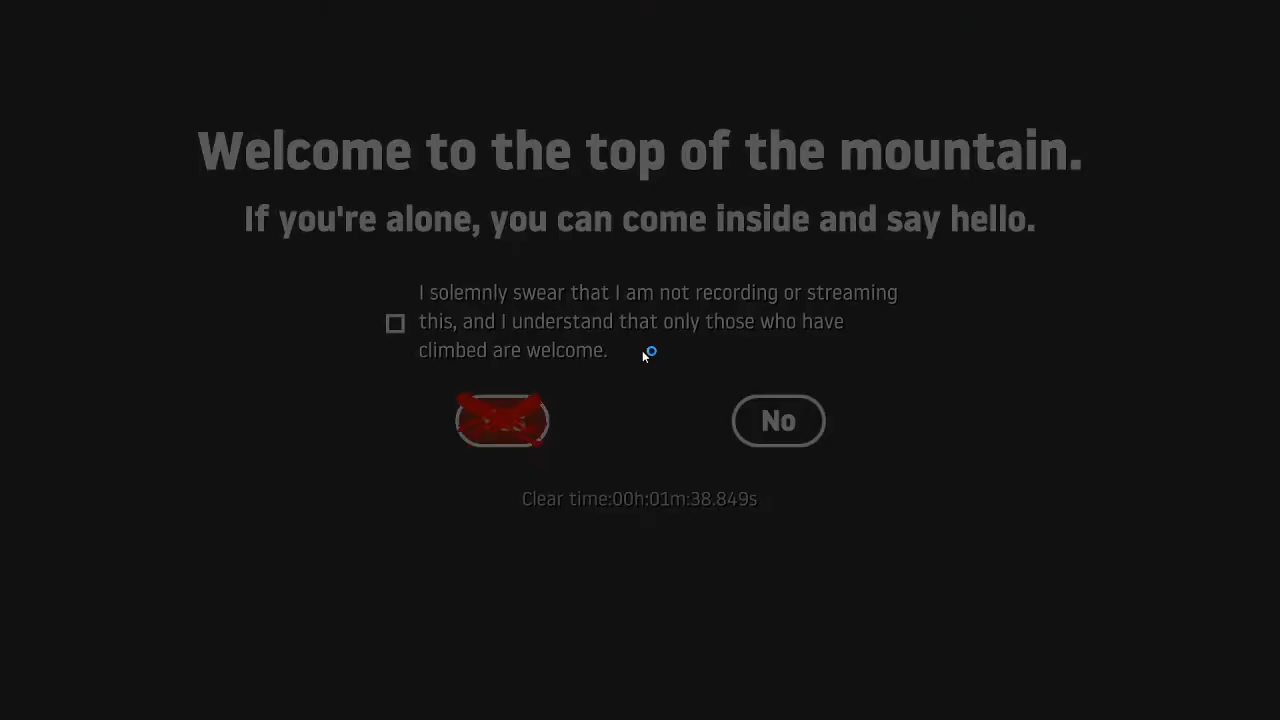 Welcome to the top of the mountain.
If you're alone, you can come inside and say hello.
I solemnly swear that I am not recording or streaming
this, and I understand that only those who have
climbed are welcome.
No
Clear time:00h:01m:38.849s